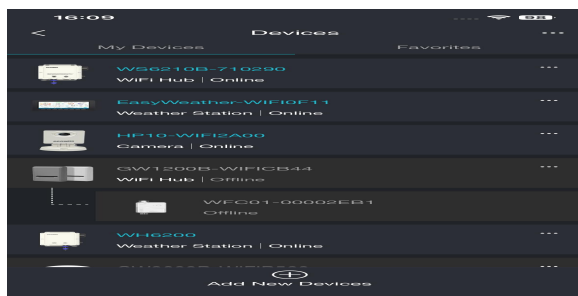 16:09
98
Devices
My Devices
Favorites
WS6210B-710290
WiFi Hub | Online
EasyWeather-WIFI0F11
Weather Station | Online
HP10-WIFI2A00
Camera | Online
GW1200B-WIFICB44
WiFi Hub | Offline
WFC01-00002EB1
Offline
WH6200
Weather Station | Online
Add New Devices